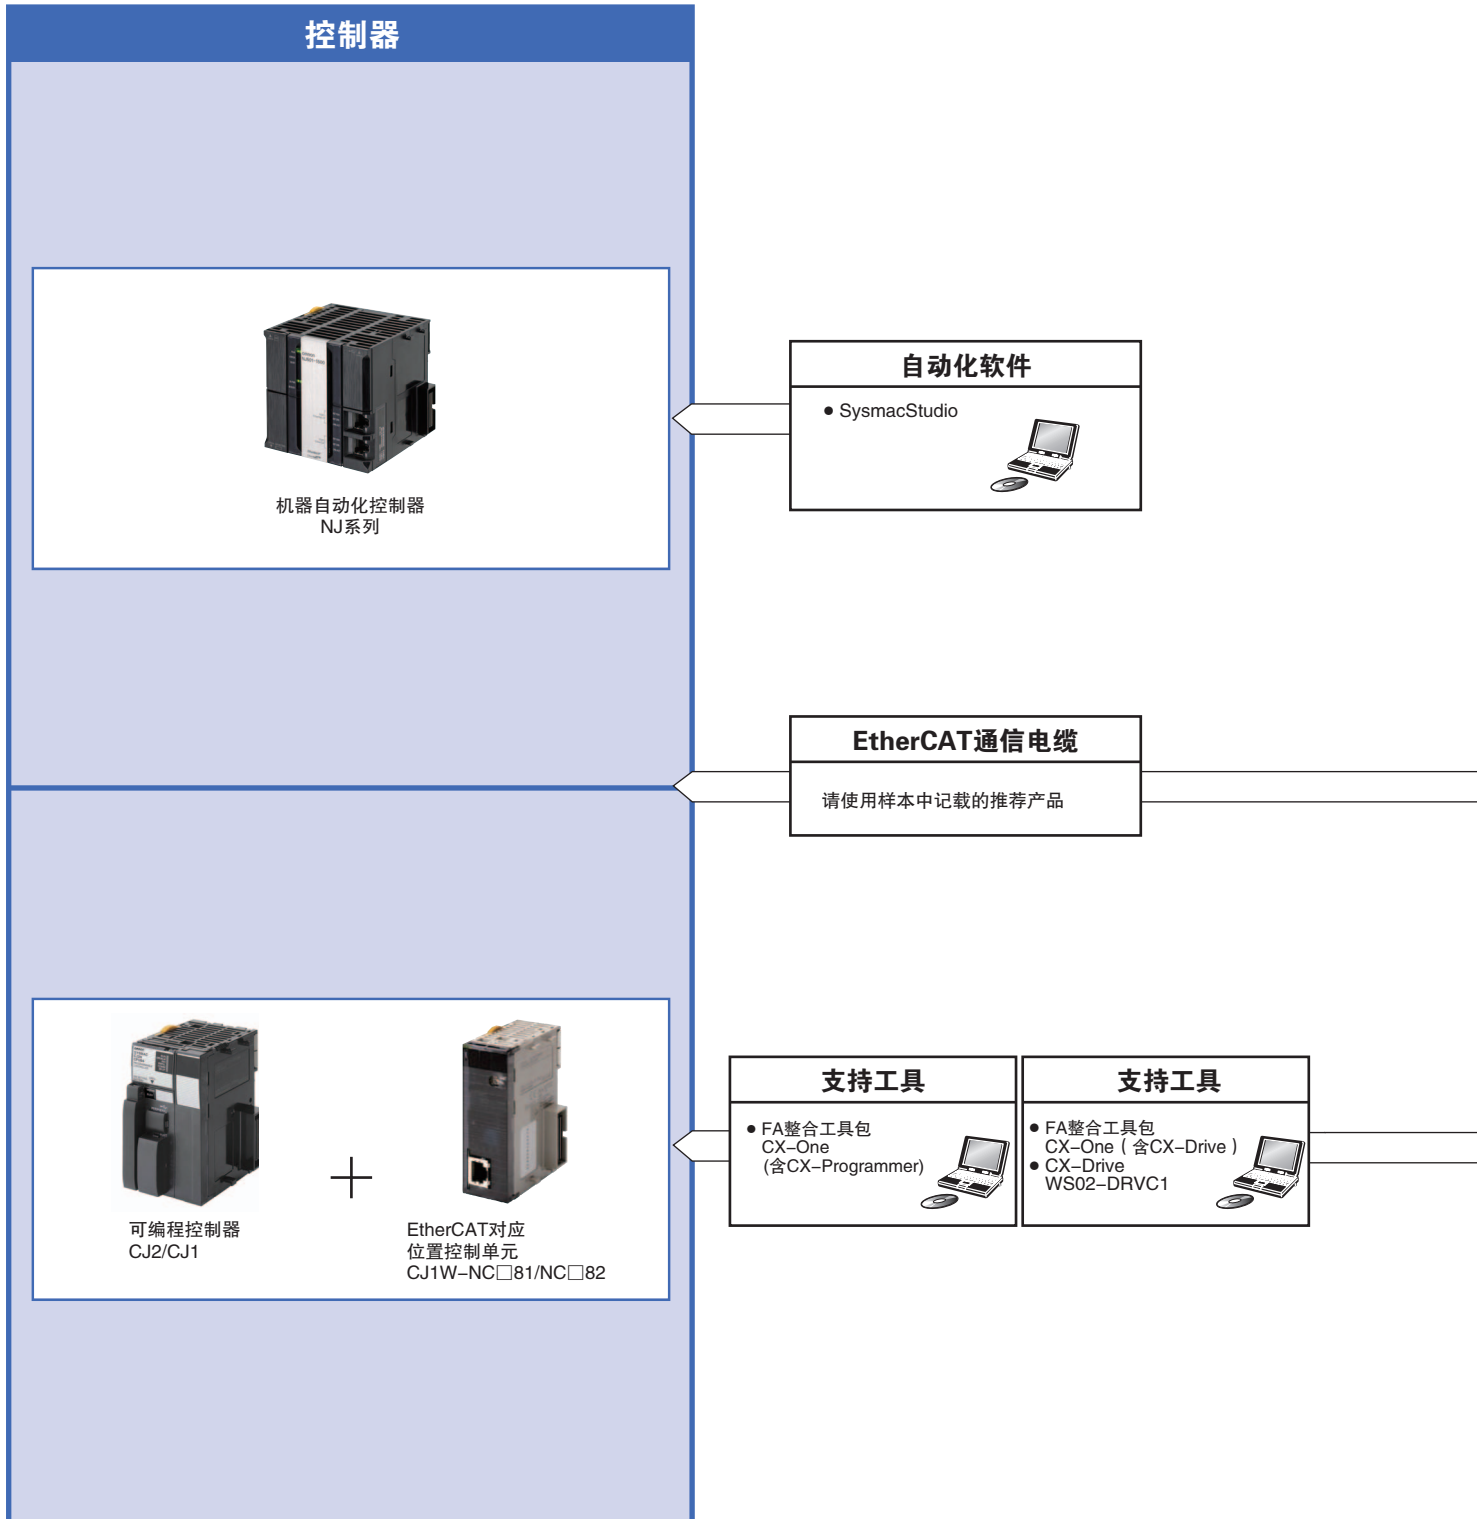 控制器
机器自动化控制器
NJ系列
自动化软件
● SysmacStudio
EtherCAT通信电缆
请使用样本中记载的推荐产品
可编程控制器
CJ2/CJ1
EtherCAT对应
位置控制单元
CJ1W–NC□81/NC□82
支持工具
● FA整合工具包
CX–One
(含CX–Programmer)
支持工具
● FA整合工具包
CX–One（含CX–Drive）
● CX–Drive
WS02–DRVC1